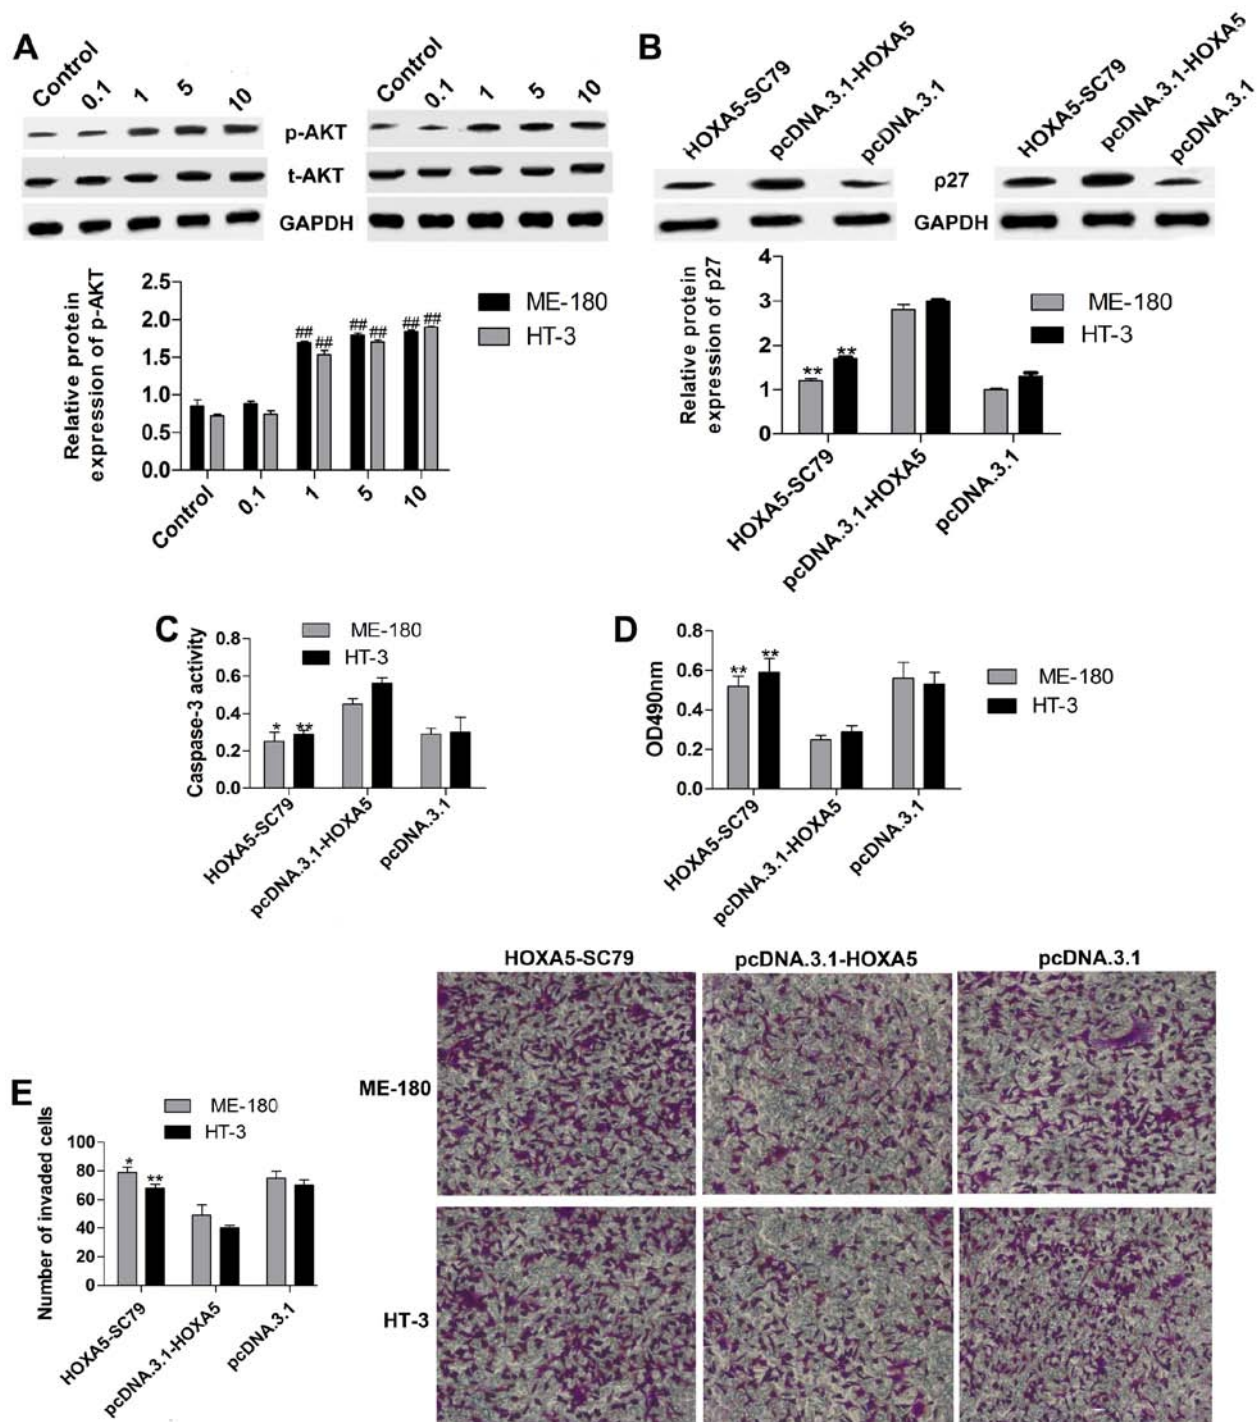 A
Control 0.1 1 5 10
Control 0.1 1 5 10
p-AKT
t-AKT
GAPDH
Relative protein
expression of p-AKT
2.5
2.0
1.5
1.0
0.5
0.0
## ## ## ## ## ##
Control 0.1 1 5 10
ME-180
HT-3
B
HOXA5-SC79 pcDNA.3.1-HOXA5 pcDNA.3.1
HOXA5-SC79 pcDNA.3.1-HOXA5 pcDNA.3.1
p27
GAPDH
Relative protein
expression of p27
4
3
2
1
0
** **
HOXA5-SC79 pcDNA.3.1-HOXA5 pcDNA.3.1
ME-180
HT-3
C
ME-180
HT-3
Caspase-3 activity
0.8
0.6
0.4
0.2
0.0
* **
HOXA5-SC79 pcDNA.3.1-HOXA5 pcDNA.3.1
D
OD490nm
0.8
0.6
0.4
0.2
0.0
** **
HOXA5-SC79 pcDNA.3.1-HOXA5 pcDNA.3.1
ME-180
HT-3
E
ME-180
HT-3
Number of invaded cells
100
80
60
40
20
0
* **
HOXA5-SC79 pcDNA.3.1-HOXA5 pcDNA.3.1
HOXA5-SC79 pcDNA.3.1-HOXA5 pcDNA.3.1
ME-180
HT-3